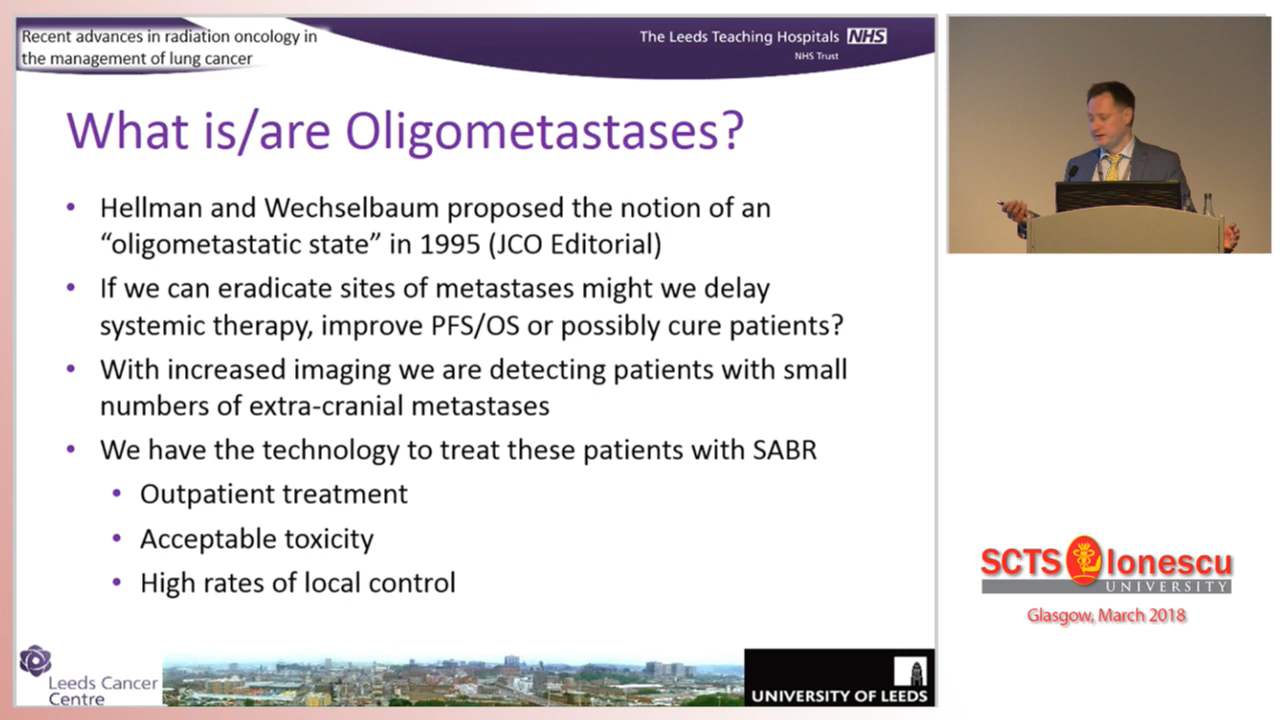 Recent advances in radiation oncology in
the management of lung cancer
The Leeds Teaching Hospitals NHS
NHS Trust
What is/are Oligometastases?
• Hellman and Wechselbaum proposed the notion of an
“oligometastatic state” in 1995 (JCO Editorial)
• If we can eradicate sites of metastases might we delay
systemic therapy, improve PFS/OS or possibly cure patients?
• With increased imaging we are detecting patients with small
numbers of extra-cranial metastases
• We have the technology to treat these patients with SABR
• Outpatient treatment
• Acceptable toxicity
• High rates of local control
Leeds Cancer
Centre
UNIVERSITY OF LEEDS
SCTS Ionescu
UNIVERSITY
Glasgow, March 2018